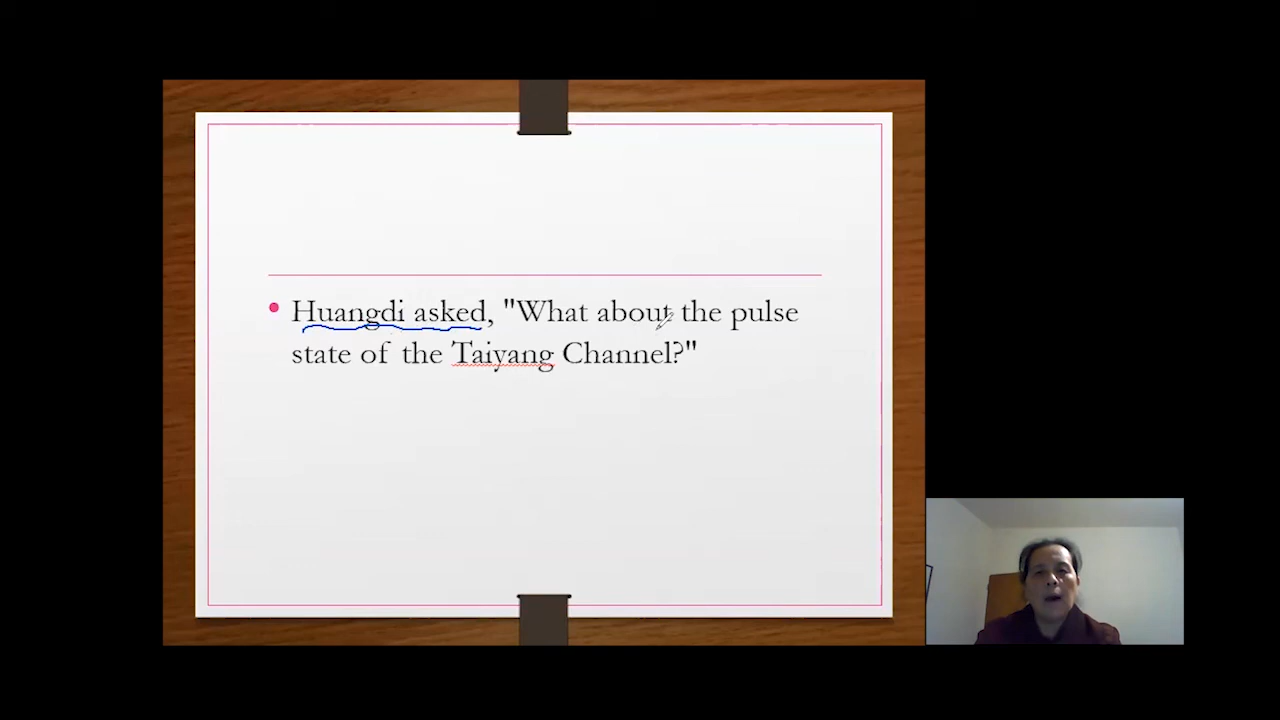 Huangdi asked, "What about the pulse
state of the Taiyang Channel?"